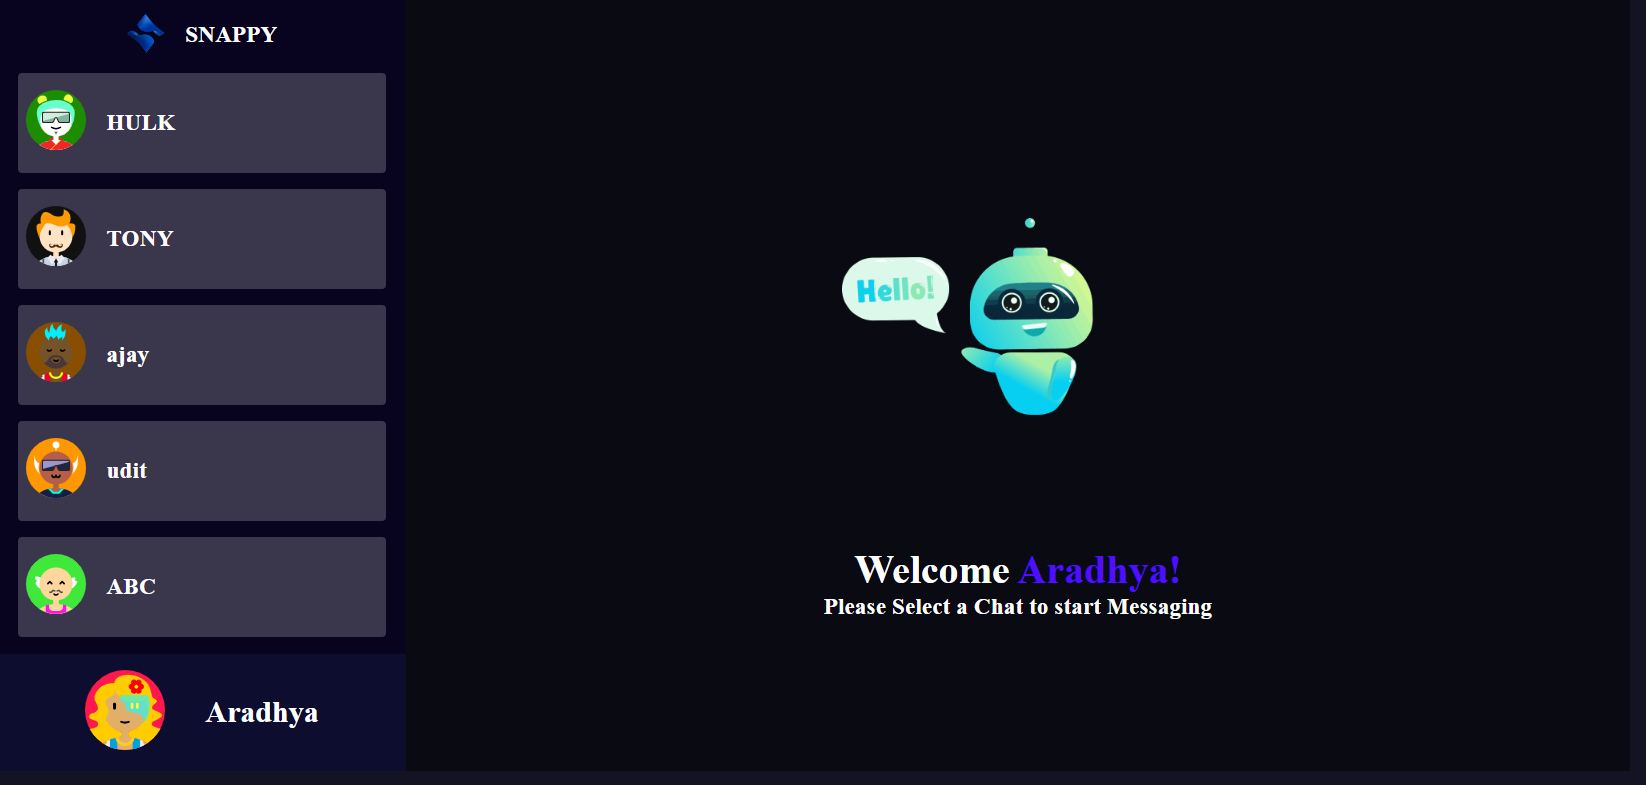 SNAPPY
HULK
TONY
ajay
udit
ABC
Aradhya
Hello!
Welcome Aradhya!
Please Select a Chat to start Messaging